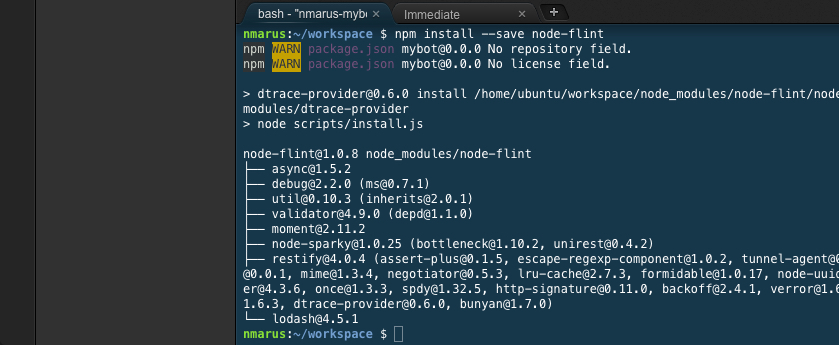 bash - "nmarus-mybo × Immediate × +
nmarus:~/workspace $ npm install --save node-flint
npm WARN package.json mybot@0.0.0 No repository field.
npm WARN package.json mybot@0.0.0 No license field.
> dtrace-provider@0.6.0 install /home/ubuntu/workspace/node_modules/node-flint/node
modules/dtrace-provider
> node scripts/install.js
node-flint@1.0.8 node_modules/node-flint
├── async@1.5.2
├── debug@2.2.0 (ms@0.7.1)
├── util@0.10.3 (inherits@2.0.1)
├── validator@4.9.0 (depd@1.1.0)
├── moment@2.11.2
├── node-sparky@1.0.25 (bottleneck@1.10.2, unirest@0.4.2)
├── restify@4.0.4 (assert-plus@0.1.5, escape-regexp-component@1.0.2, tunnel-agent@0
@0.0.1, mime@1.3.4, negotiator@0.5.3, lru-cache@2.7.3, formidable@1.0.17, node-uuid
er@4.3.6, once@1.3.3, spdy@1.32.5, http-signature@0.11.0, backoff@2.4.1, verror@1.6
1.6.3, dtrace-provider@0.6.0, bunyan@1.7.0)
└── lodash@4.5.1
nmarus:~/workspace $